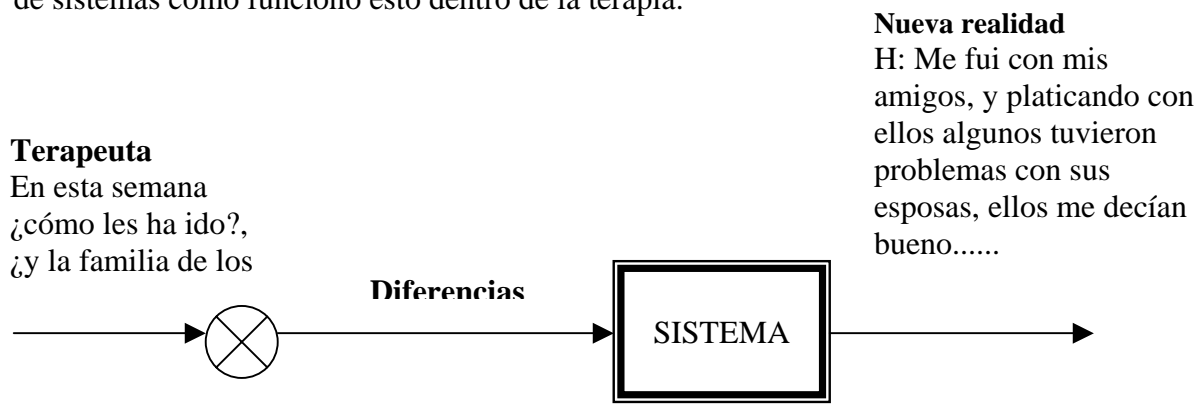 de sistemas como funcionó esto dentro de la terapia.
Nueva realidad
H: Me fui con mis
amigos, y platicando con
ellos algunos tuvieron
problemas con sus
esposas, ellos me decían
bueno......
Terapeuta
En esta semana
¿cómo les ha ido?,
¿y la familia de los
Diferencias
SISTEMA